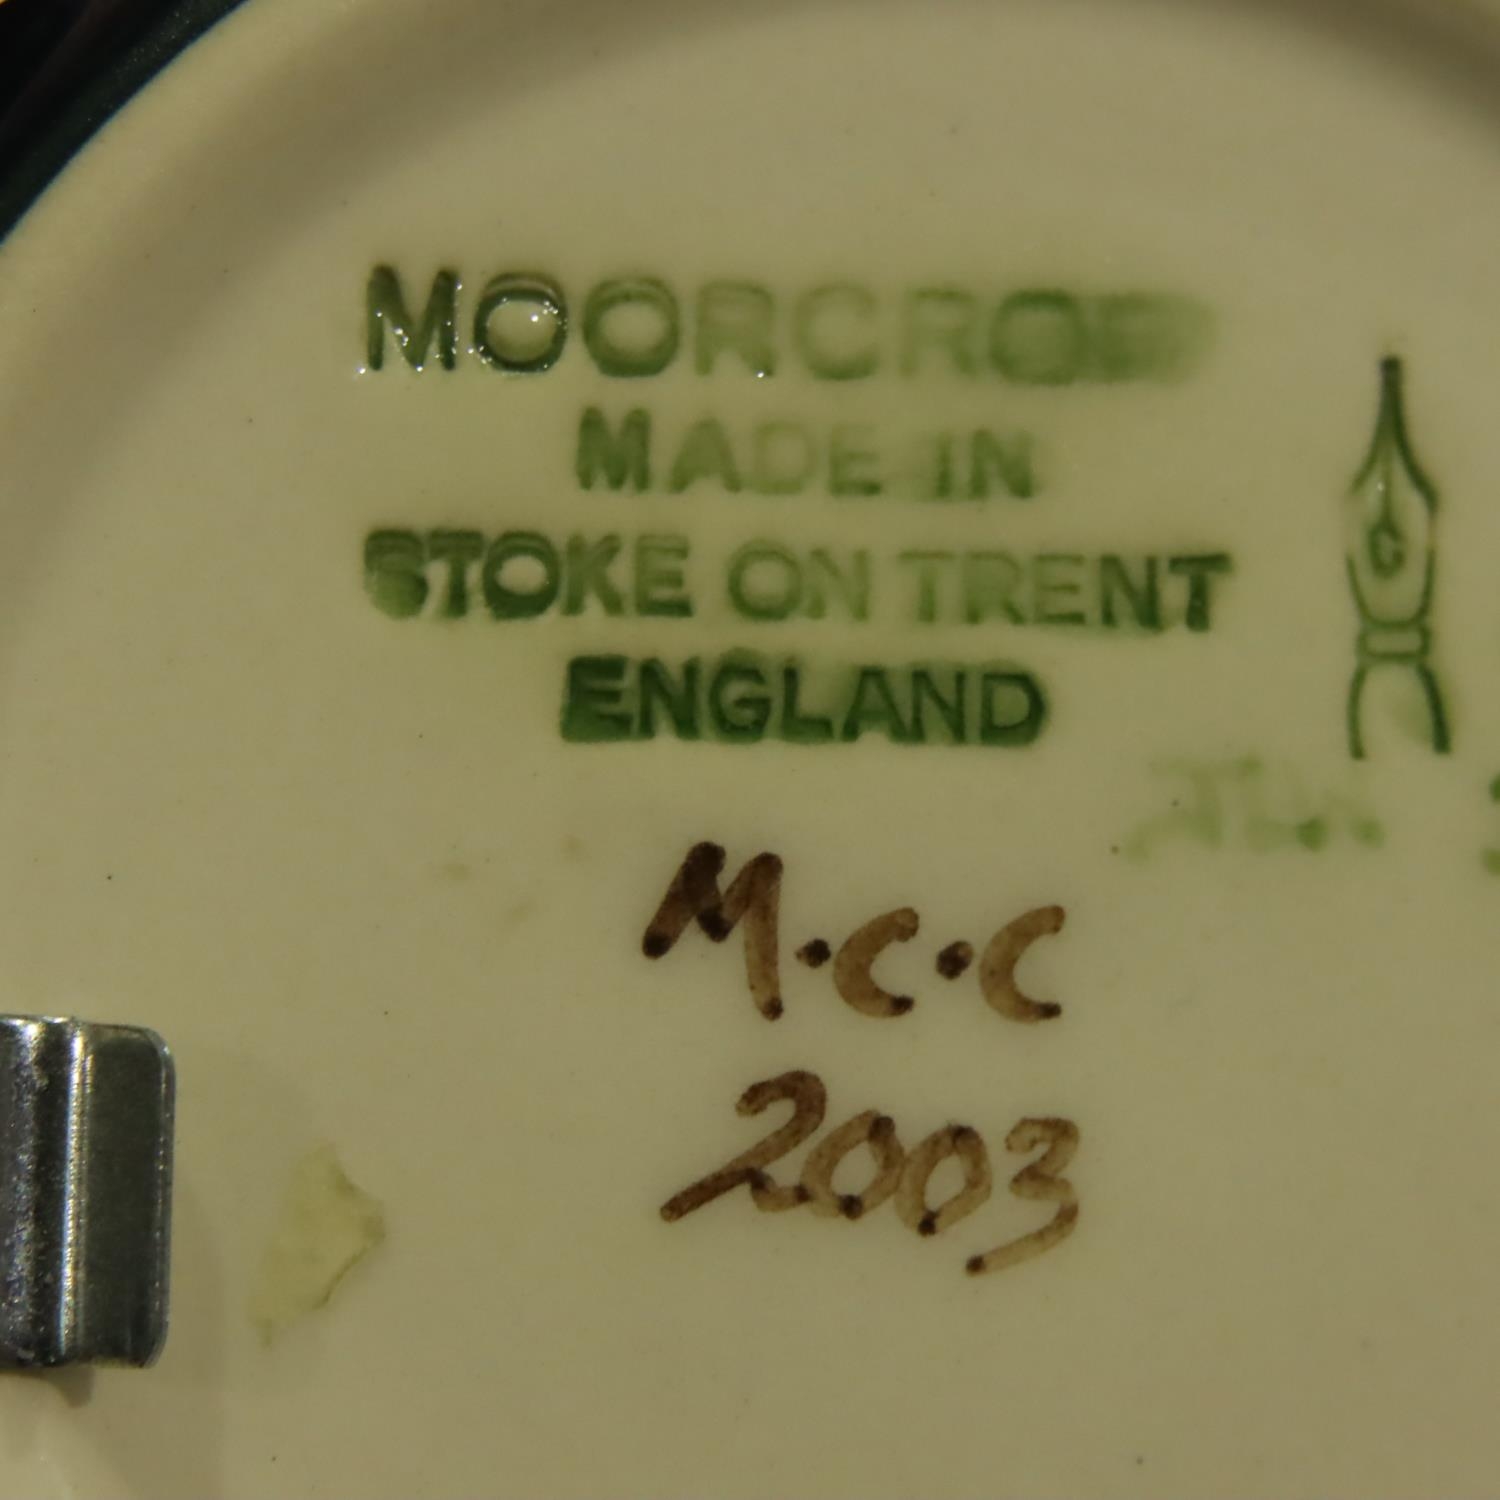 MOORCROFT
MADE IN
STOKE ON TRENT
ENGLAND
M.C.C
2003